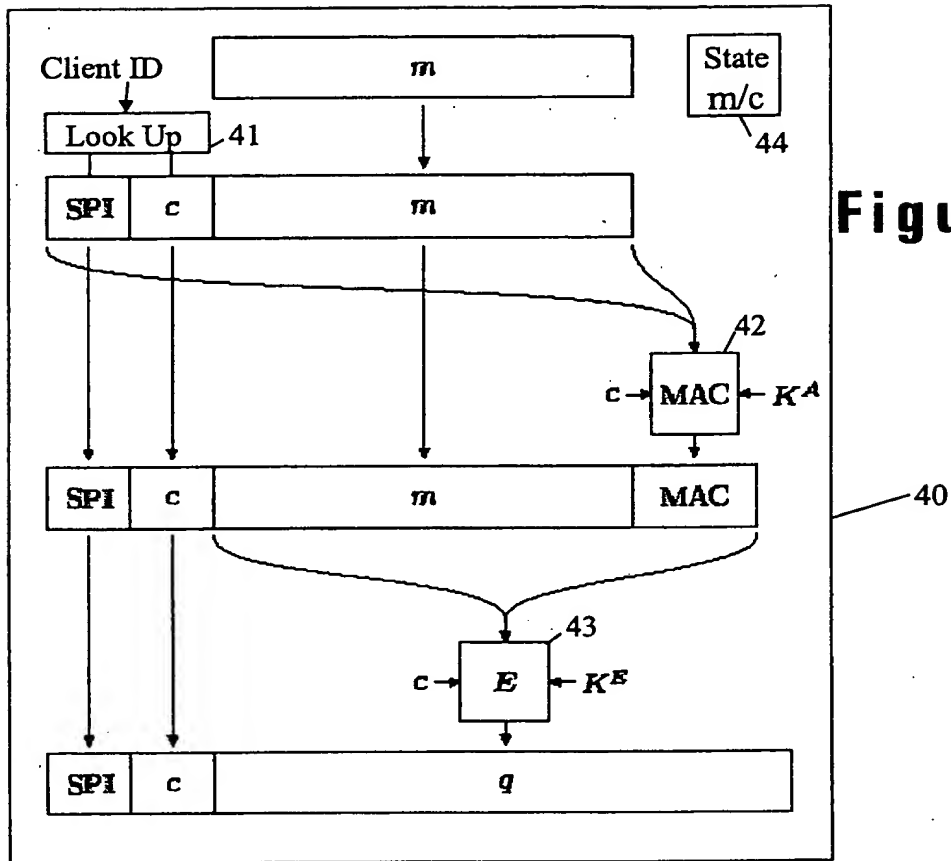 m
State
m/c
44
Client ID
Look Up
41
SPI c m
Figu
42
c MAC K^A
SPI c m MAC
40
43
c E K^E
SPI c q